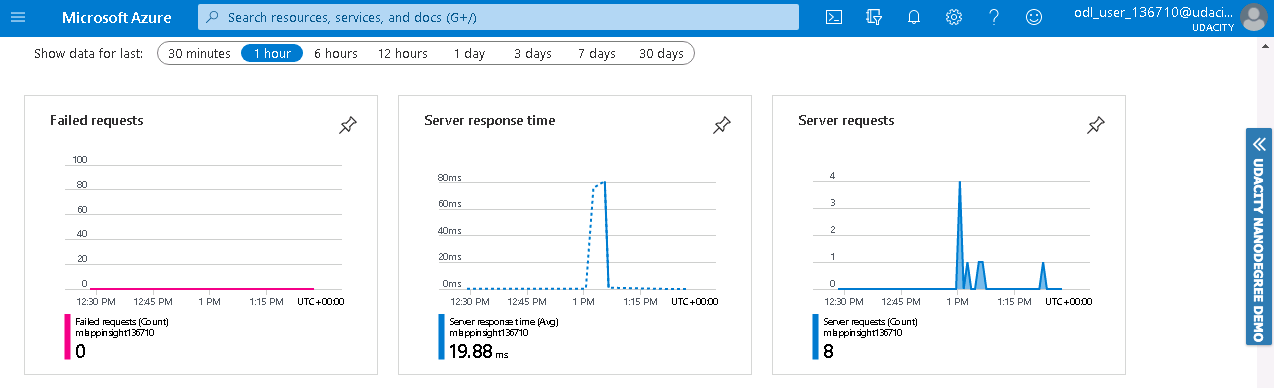 Microsoft Azure
Search resources, services, and docs (G+/)
odl_user_136710@udaci...
UDACITY
Show data for last:
30 minutes
1 hour
6 hours
12 hours
1 day
3 days
7 days
30 days
Failed requests
100
80
60
40
20
0
12:30 PM
12:45 PM
1 PM
1:15 PM
UTC+00:00
Failed requests (Count)
mlappinsight136710
0
Server response time
80ms
60ms
40ms
20ms
0ms
12:30 PM
12:45 PM
1 PM
1:15 PM
UTC+00:00
Server response time (Avg)
mlappinsight136710
19.88 ms
Server requests
4
3
2
1
0
12:30 PM
12:45 PM
1 PM
1:15 PM
UTC+00:00
Server requests (Count)
mlappinsight136710
8
UDACITY NANODEGREE DEMO